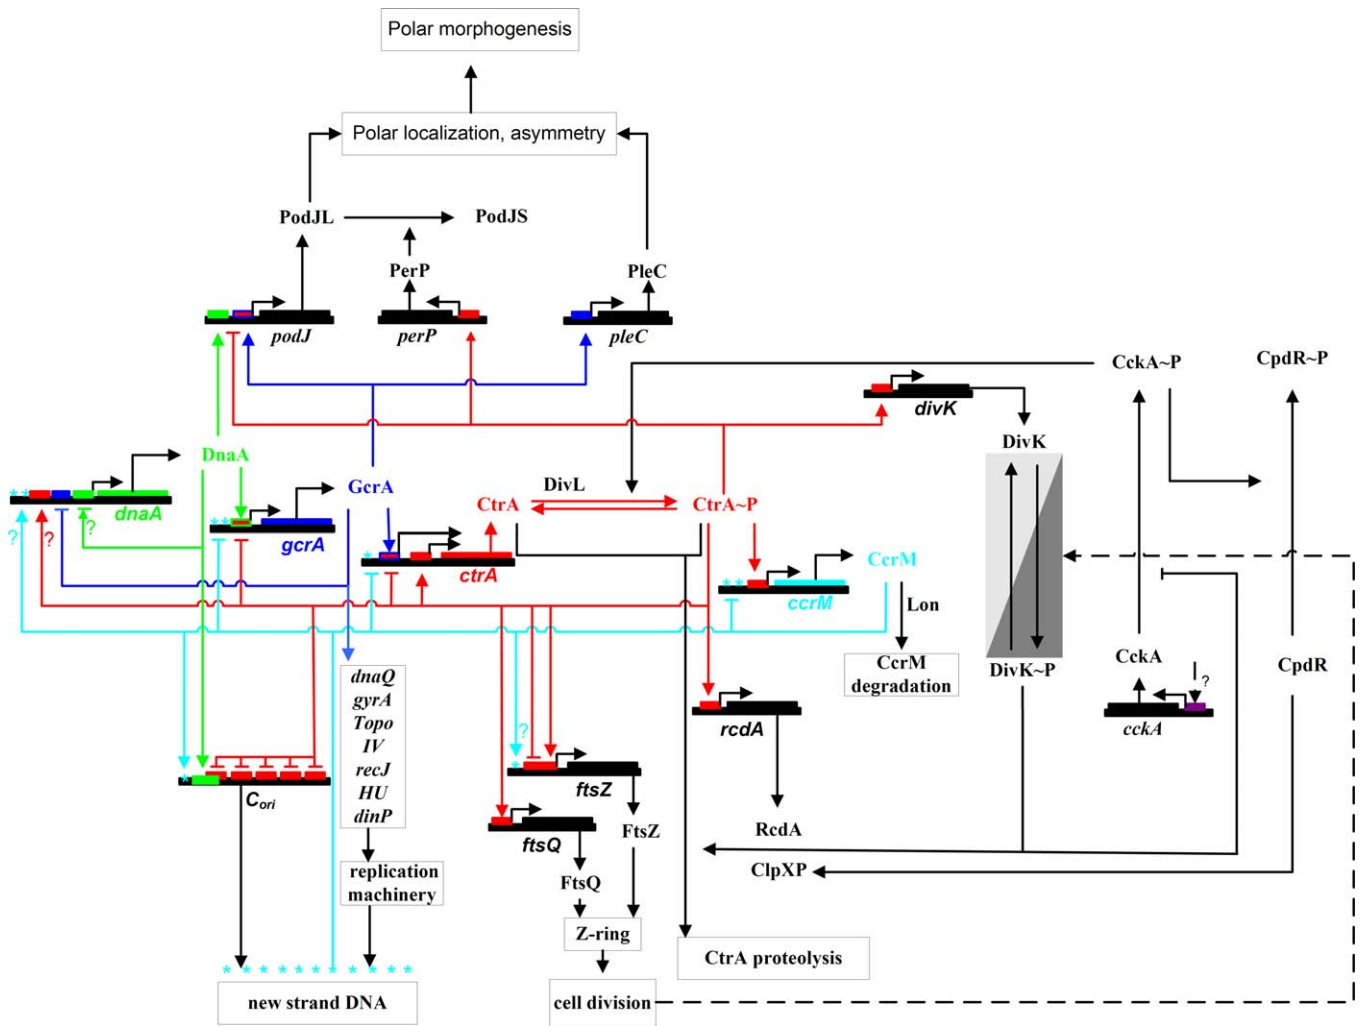 Polar morphogenesis
Polar localization, asymmetry
PodJL
PodJS
PerP
PleC
podJ
perP
pleC
CckA~P
CpdR~P
divK
DnaA
DivK
dnaA
?
?
?
gcrA
GcrA
CtrA
DivL
CtrA~P
ctrA
ccrM
CcrM
Lon
CcrM
degradation
DivK~P
CckA
CpdR
?
cckA
dnaQ
gyrA
Topo
IV
recJ
HU
dinP
rcdA
?
ftsZ
Cori
ftsQ
FtsZ
RcdA
ClpXP
replication
machinery
FtsQ
Z-ring
CtrA proteolysis
* * * * * * * * * * *
new strand DNA
cell division